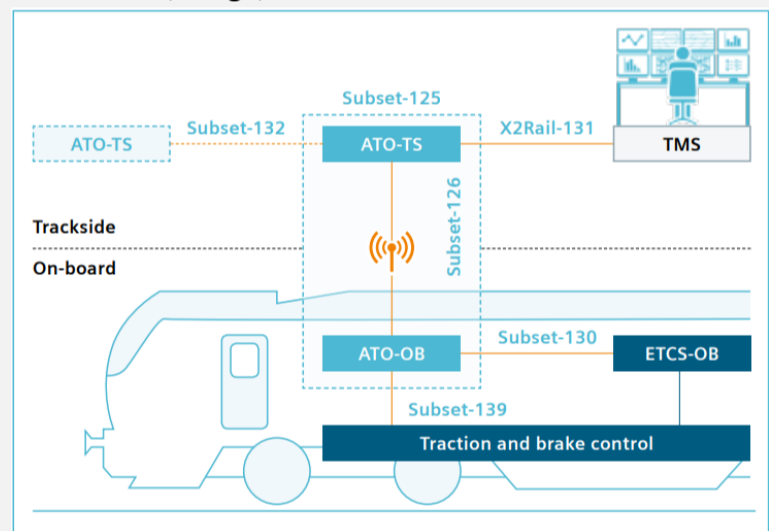 Subset-125
Subset-132
X2Rail-131
ATO-TS
ATO-TS
TMS
Subset-126
Trackside
On-board
ATO-OB
Subset-130
ETCS-OB
Subset-139
Traction and brake control